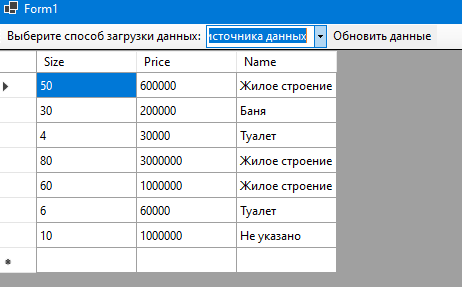 Form1
Выберите способ загрузки данных: источника данных Обновить данные
Size Price Name
50 600000 Жилое строение
30 200000 Баня
4 30000 Туалет
80 3000000 Жилое строение
60 1000000 Жилое строение
6 60000 Туалет
10 1000000 Не указано